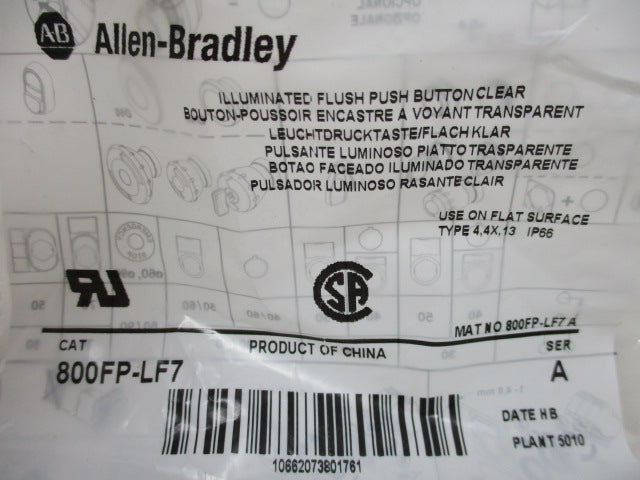 AB Allen-Bradley
ILLUMINATED FLUSH PUSH BUTTON CLEAR
BOUTON-POUSSOIR ENCASTRE A VOYANT TRANSPARENT
LEUCHTDRUCKTASTE/FLACH KLAR
PULSANTE LUMINOSO PIATTO TRASPARENTE
BOTAO FACEADO ILUMINADO TRANSPARENTE
PULSADOR LUMINOSO RASANTE CLAIR
USE ON FLAT SURFACE
TYPE 4,4X,13 IP66
MAT NO 800FP-LF7 A
CAT
PRODUCT OF CHINA
SER
800FP-LF7
A
DATE HB
PLANT 5010
10662073801761